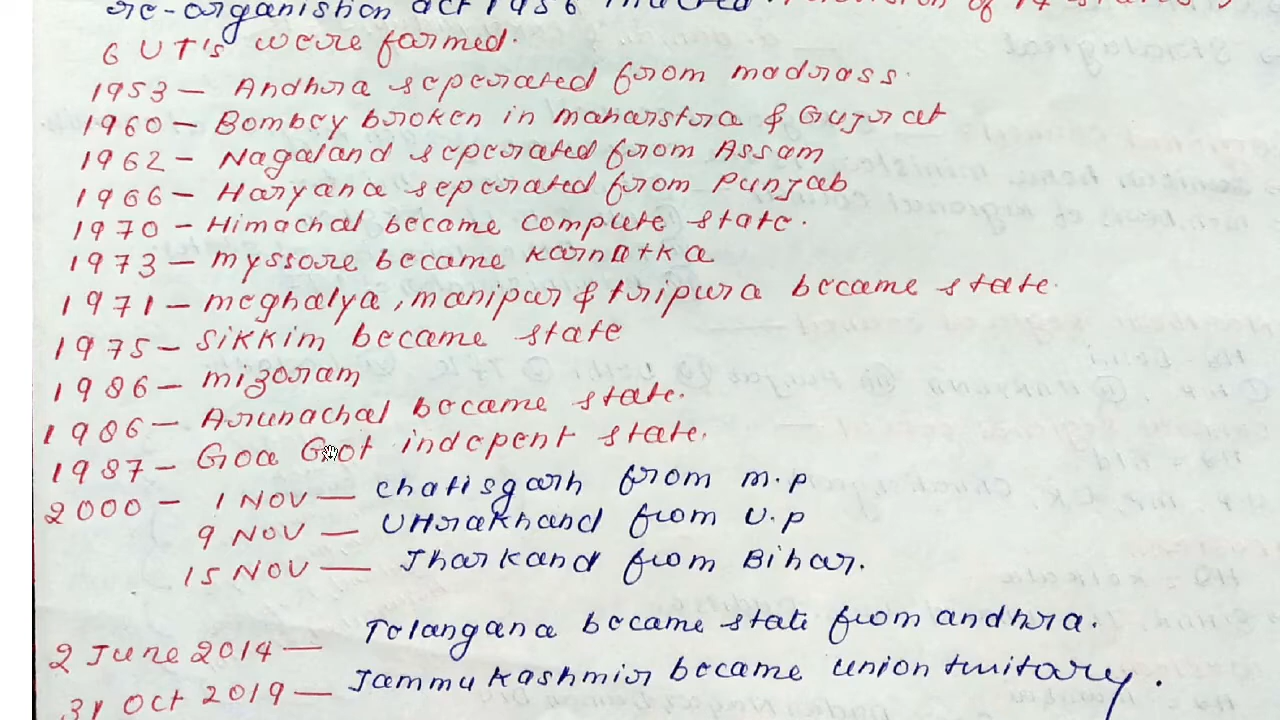 re-organistion act 1956 of 14 states
6 UT's were formed.
1953 - Andhra seperated from madrass.
1960 - Bombey broken in maharstra & Gujrat
1962 - Nagaland seperated from Assam
1966 - Haryana seperated from Punjab
1970 - Himachal became complete state.
1973 - myssore became karnatka
1971 - meghalya, manipur & tripura became state.
1975 - Sikkim became state
1986 - mizoram
1986 - Arunachal became state.
1987 - Goa Got indepent state.
2000 - 1 NOV — chatisgarh from m.p
9 NOV — Uttrakhand from U.p
15 NOV — Jharkand from Bihar.
2 June 2014 — Telangana became state from andhra.
31 Oct 2019 — Jammu kashmir became union